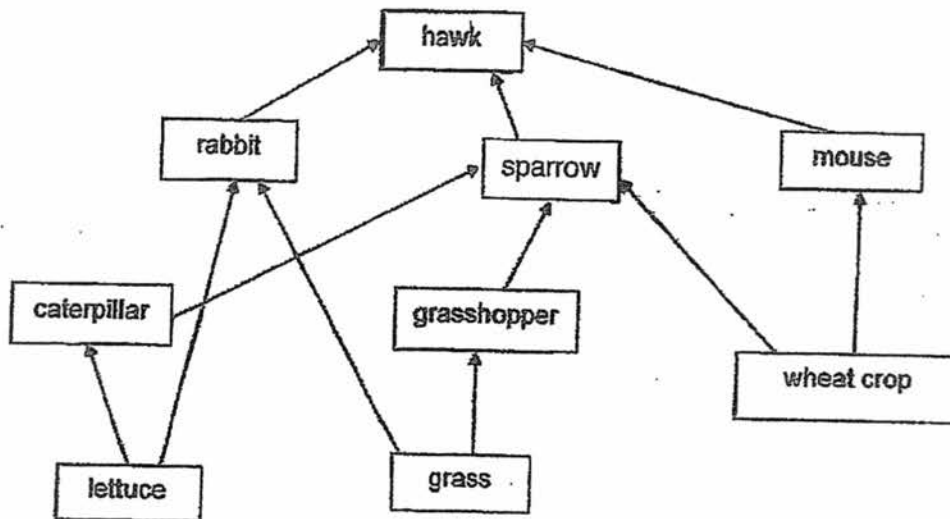 hawk
rabbit
sparrow
mouse
caterpillar
grasshopper
wheat crop
lettuce
grass